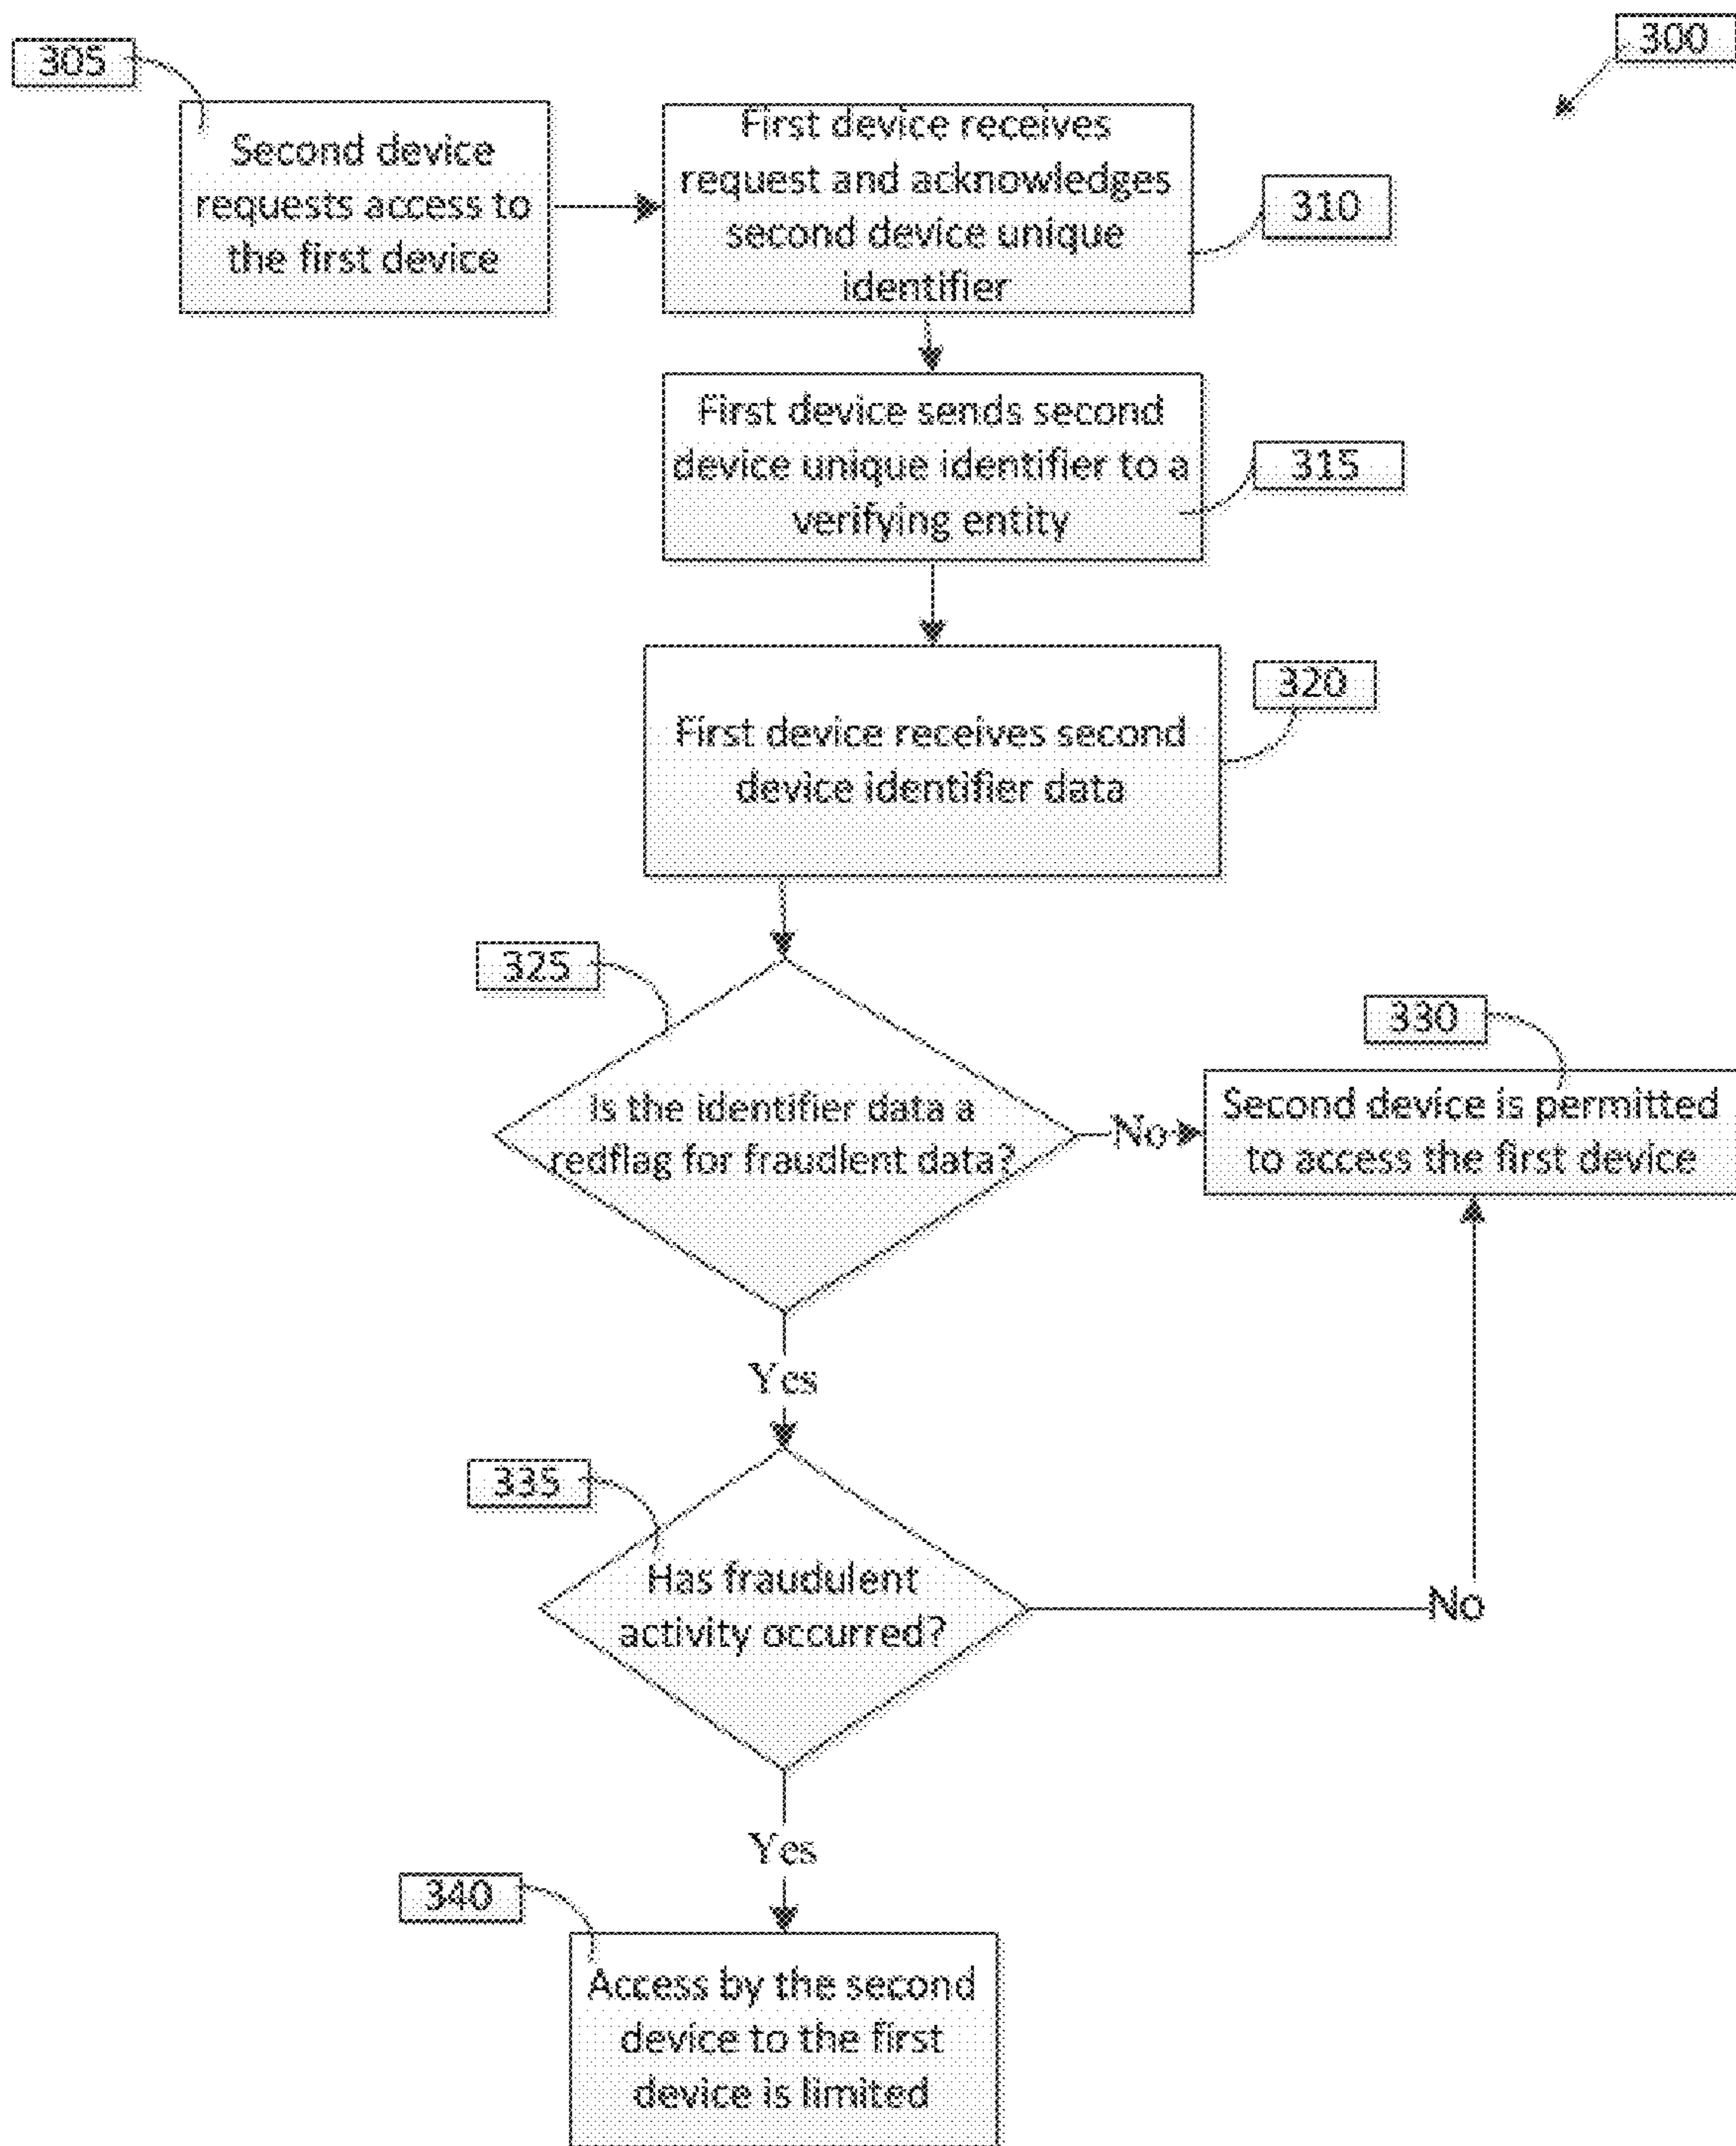 300
305
Second device
requests access to
the first device
First device receives
request and acknowledges
second device unique
identifier
310
First device sends second
device unique identifier to a
verifying entity
315
First device receives second
device identifier data
320
325
Is the identifier data a
redflag for fraudlent data?
No
330
Second device is permitted
to access the first device
Yes
335
Has fraudulent
activity occurred?
No
Yes
340
Access by the second
device to the first
device is limited